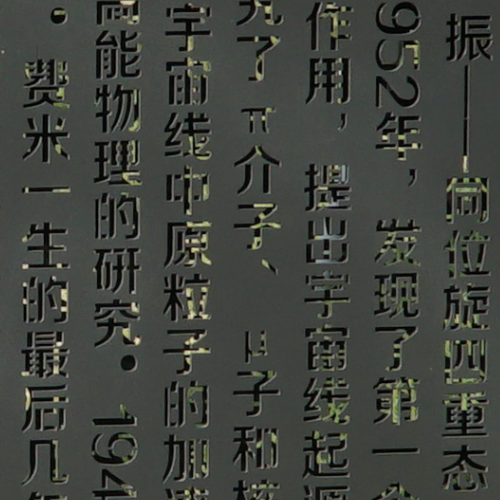 ·费米一生的最后几年
高能物理的研究·194
宇宙线中原粒子的加速
究了π介子、μ子和核
作用，提出宇宙线起源
952年，发现了第一个
振——同位旋四重态